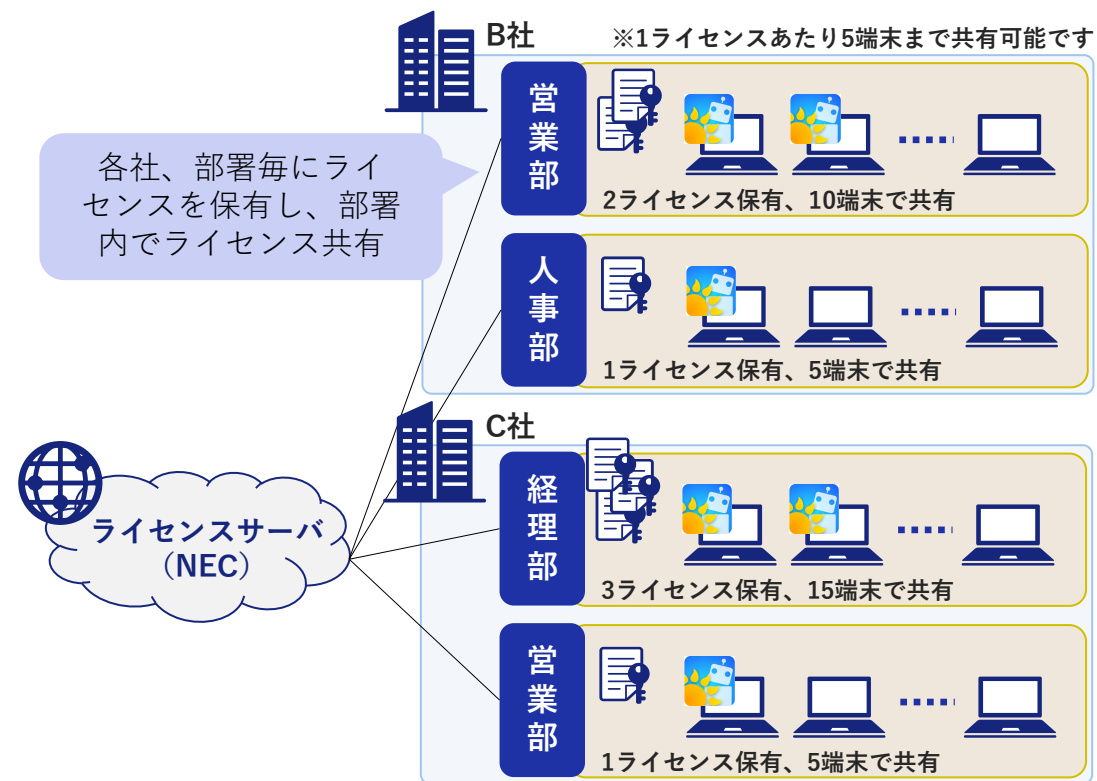 B社
※1ライセンスあたり5端末まで共有可能です
営業部
2ライセンス保有、10端末で共有
各社、部署毎にライ
センスを保有し、部署
内でライセンス共有
人事部
1ライセンス保有、5端末で共有
C社
経理部
3ライセンス保有、15端末で共有
ライセンスサーバ
（NEC）
営業部
1ライセンス保有、5端末で共有